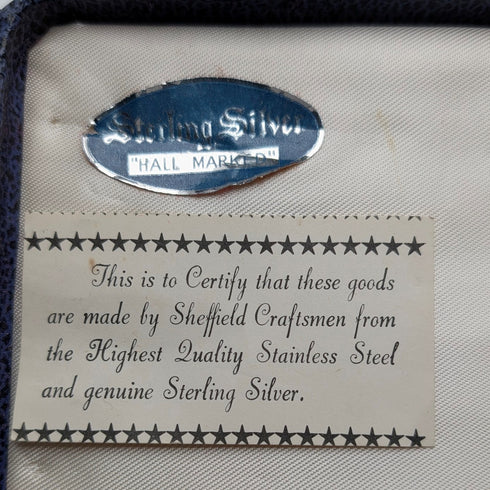 Sterling Silver
"HALL MARKED"
This is to Certify that these goods
are made by Sheffield Craftsmen from
the Highest Quality Stainless Steel
and genuine Sterling Silver.